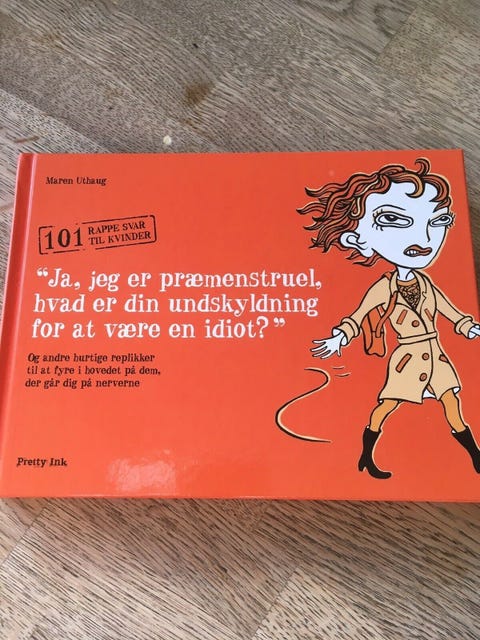 Maren Uthaug
101 RAPPE SVAR
TIL KVINDER
“Ja, jeg er præmenstruel,
hvad er din undskyldning
for at være en idiot?”
Og andre hurtige replikker
til at fyre i hovedet på dem,
der går dig på nerverne
Pretty Ink